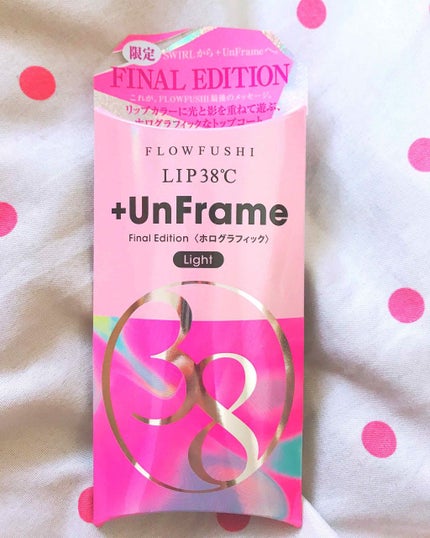 限定
SWIRLから+UnFrameへ。
FINAL EDITION
これが、FLOWFUSHI最後のメッセージ。
リップカラーに光と影を重ねて遊ぶ、
ホログラフィックなトップコート
FLOWFUSHI
LIP38℃
+UnFrame
Final Edition〈ホログラフィック〉
Light
38